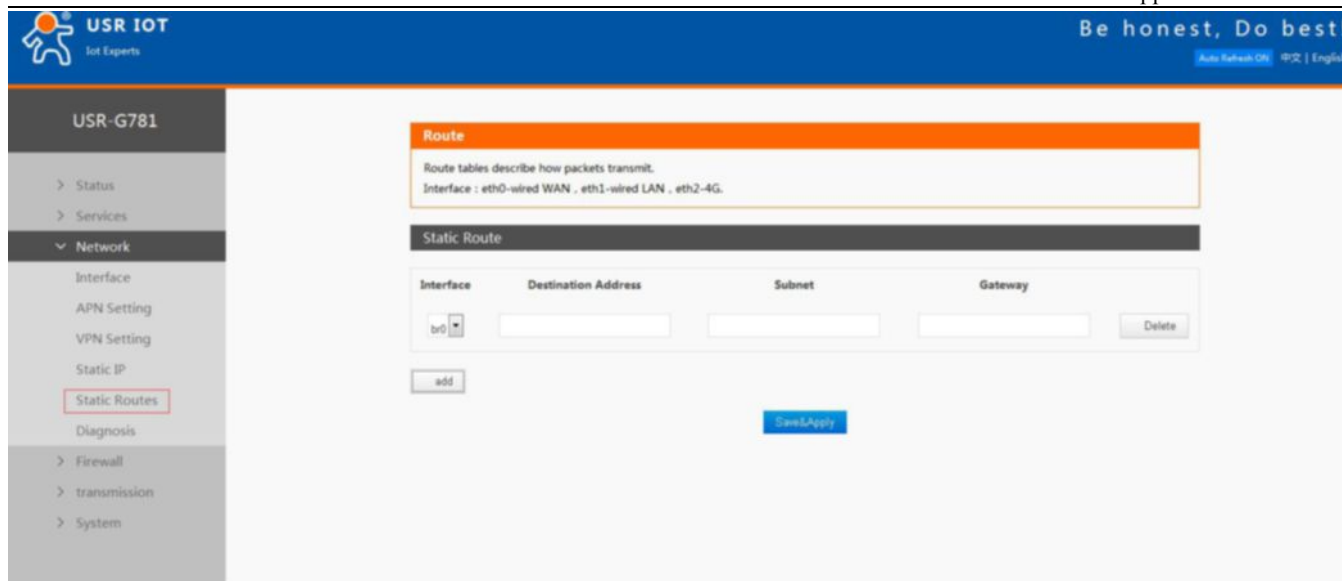 USR IOT
Iot Experts
Be honest, Do best
Auto Refresh ON 中文 | English
USR-G781
Status
Services
Network
Interface
APN Setting
VPN Setting
Static IP
Static Routes
Diagnosis
Firewall
transmission
System
Route
Route tables describe how packets transmit.
Interface : eth0-wired WAN , eth1-wired LAN , eth2-4G.
Static Route
Interface Destination Address Subnet Gateway
br0 Delete
add
Save&Apply